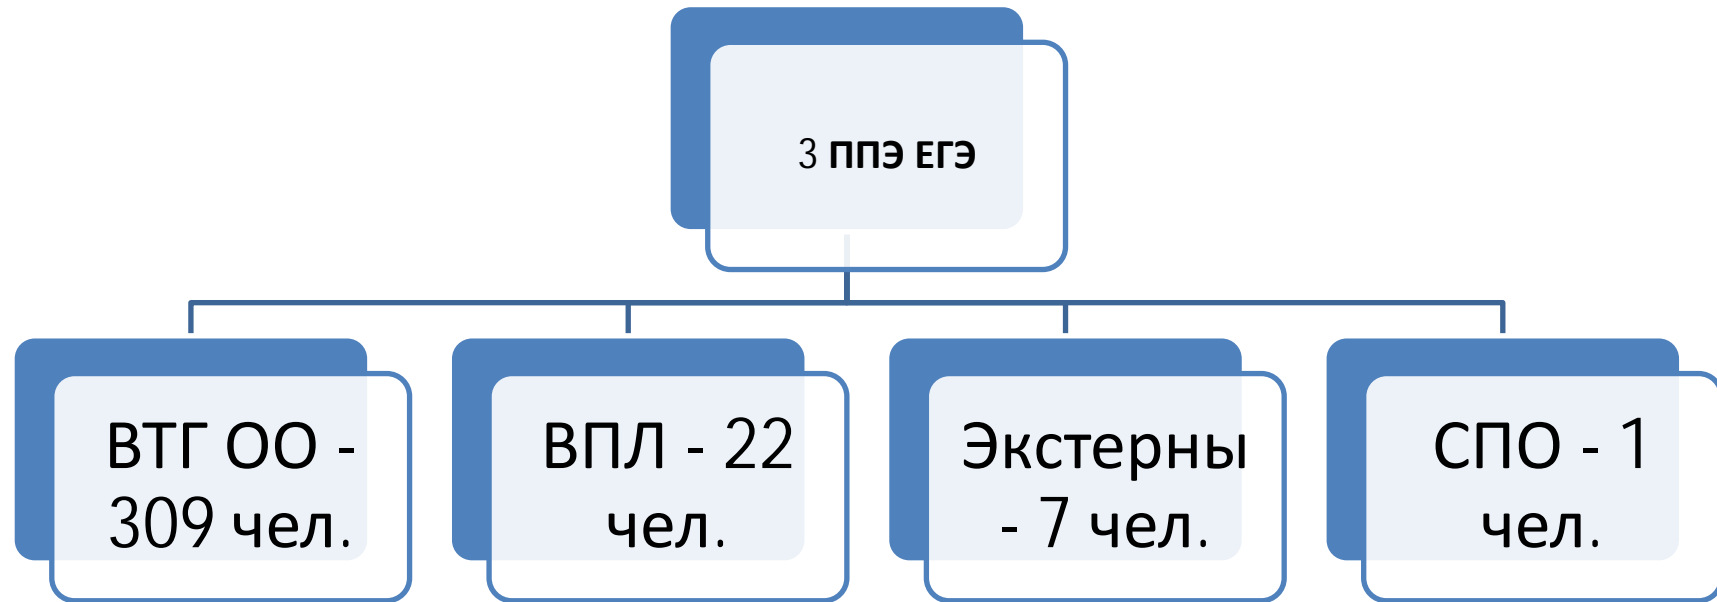 3 ППЭ ЕГЭ
ВТГ ОО -
309 чел.
ВПЛ - 22
чел.
Экстерны
- 7 чел.
СПО - 1
чел.